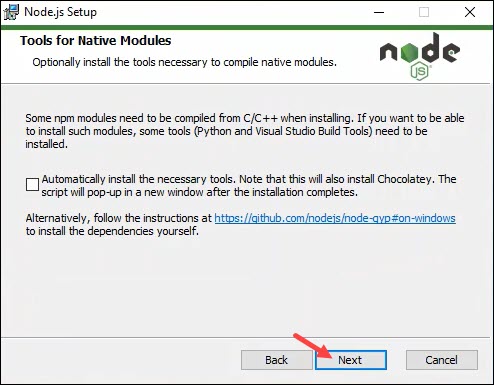 Node.js Setup
Tools for Native Modules
Optionally install the tools necessary to compile native modules.
node
JS
Some npm modules need to be compiled from C/C++ when installing. If you want to be able
to install such modules, some tools (Python and Visual Studio Build Tools) need to be
installed.
Automatically install the necessary tools. Note that this will also install Chocolatey. The
script will pop-up in a new window after the installation completes.
Alternatively, follow the instructions at https://github.com/nodejs/node-gyp#on-windows
to install the dependencies yourself.
Back Next Cancel